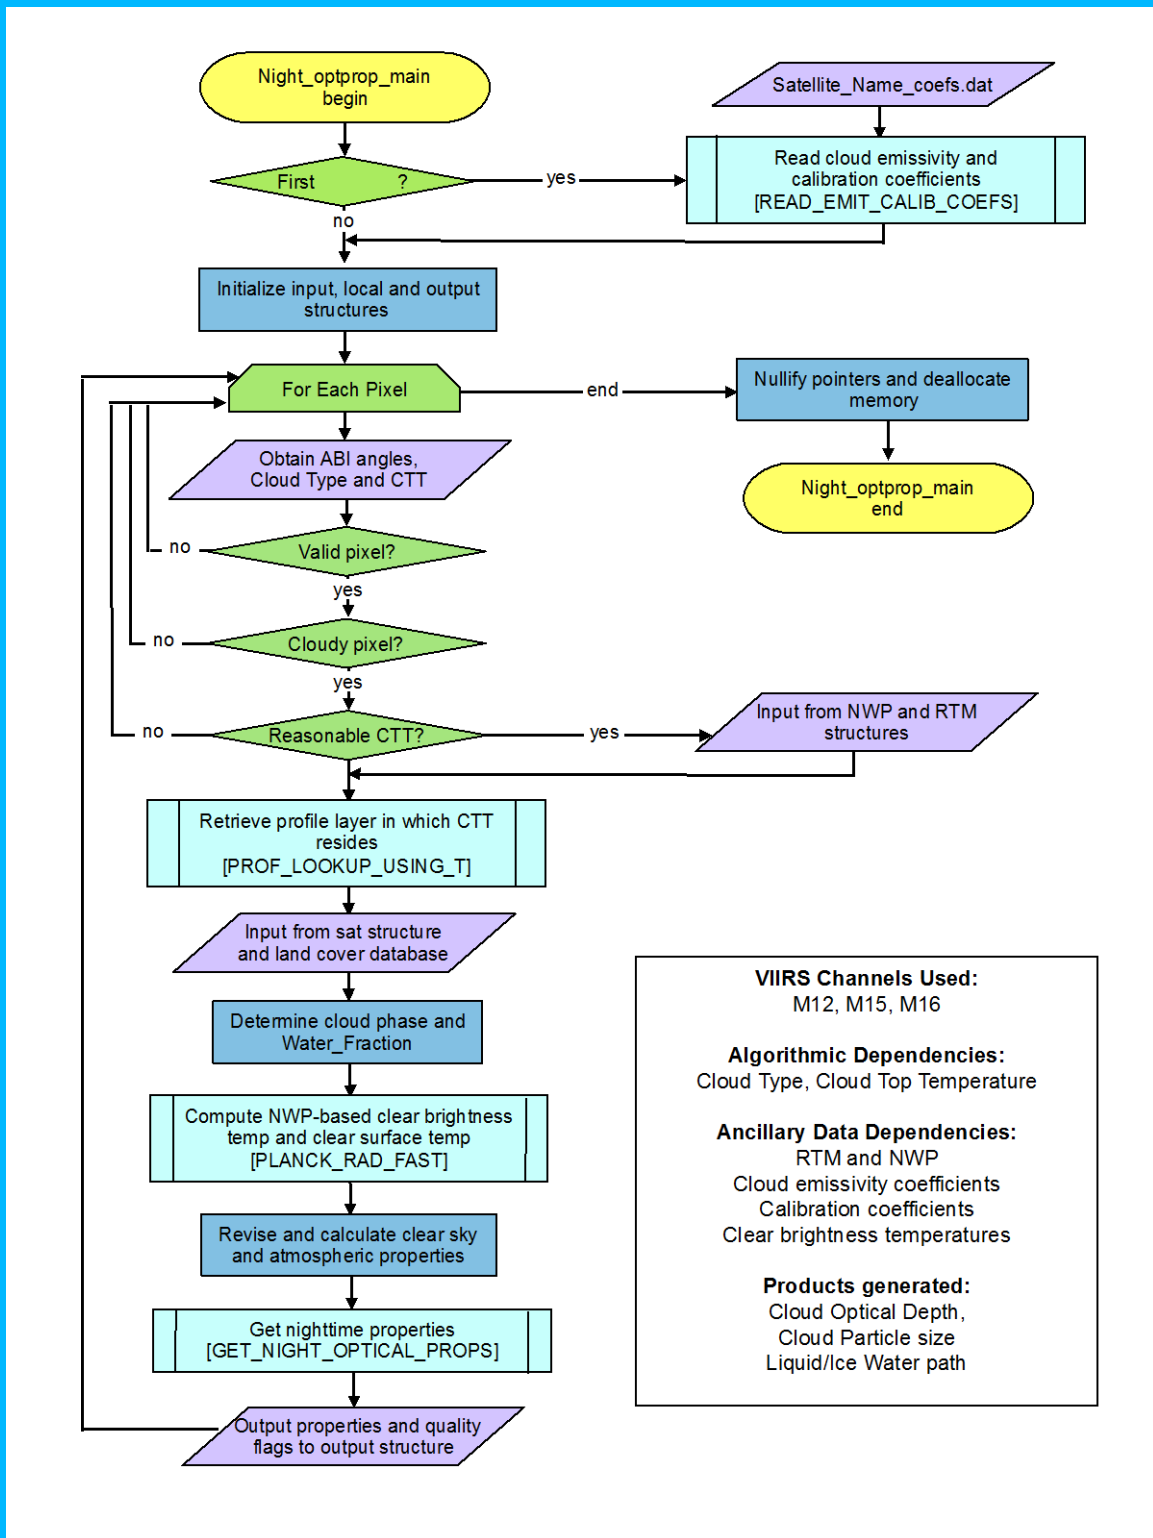 Night_optprop_main
begin
Satellite_Name_coefs.dat
First ?
yes
Read cloud emissivity and
calibration coefficients
[READ_EMIT_CALIB_COEFS]
no
Initialize input, local and output
structures
For Each Pixel
end
Nullify pointers and deallocate
memory
Night_optprop_main
end
Obtain ABI angles,
Cloud Type and CTT
Valid pixel?
no
yes
Cloudy pixel?
no
yes
Reasonable CTT?
no
yes
Input from NWP and RTM
structures
Retrieve profile layer in which CTT
resides
[PROF_LOOKUP_USING_T]
Input from sat structure
and land cover database
Determine cloud phase and
Water_Fraction
Compute NWP-based clear brightness
temp and clear surface temp
[PLANCK_RAD_FAST]
Revise and calculate clear sky
and atmospheric properties
Get nighttime properties
[GET_NIGHT_OPTICAL_PROPS]
Output properties and quality
flags to output structure
VIIRS Channels Used:
M12, M15, M16
Algorithmic Dependencies:
Cloud Type, Cloud Top Temperature
Ancillary Data Dependencies:
RTM and NWP
Cloud emissivity coefficients
Calibration coefficients
Clear brightness temperatures
Products generated:
Cloud Optical Depth,
Cloud Particle size
Liquid/Ice Water path